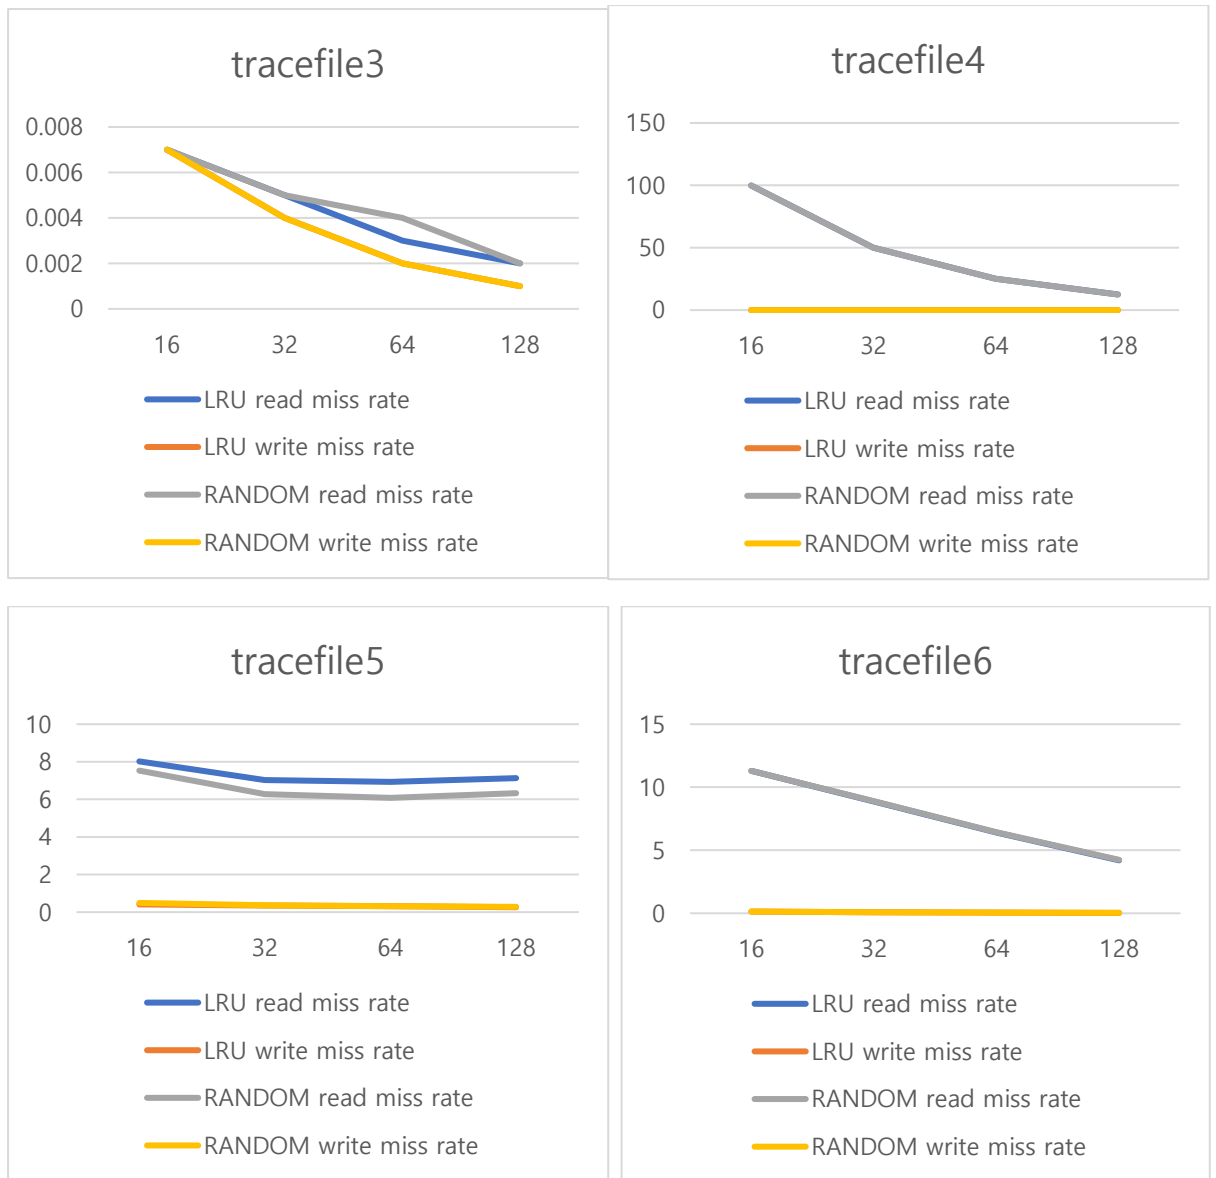 tracefile3
0.008
0.006
0.004
0.002
0
16 32 64 128
LRU read miss rate
LRU write miss rate
RANDOM read miss rate
RANDOM write miss rate
tracefile4
150
100
50
0
16 32 64 128
LRU read miss rate
LRU write miss rate
RANDOM read miss rate
RANDOM write miss rate
tracefile5
10
8
6
4
2
0
16 32 64 128
LRU read miss rate
LRU write miss rate
RANDOM read miss rate
RANDOM write miss rate
tracefile6
15
10
5
0
16 32 64 128
LRU read miss rate
LRU write miss rate
RANDOM read miss rate
RANDOM write miss rate